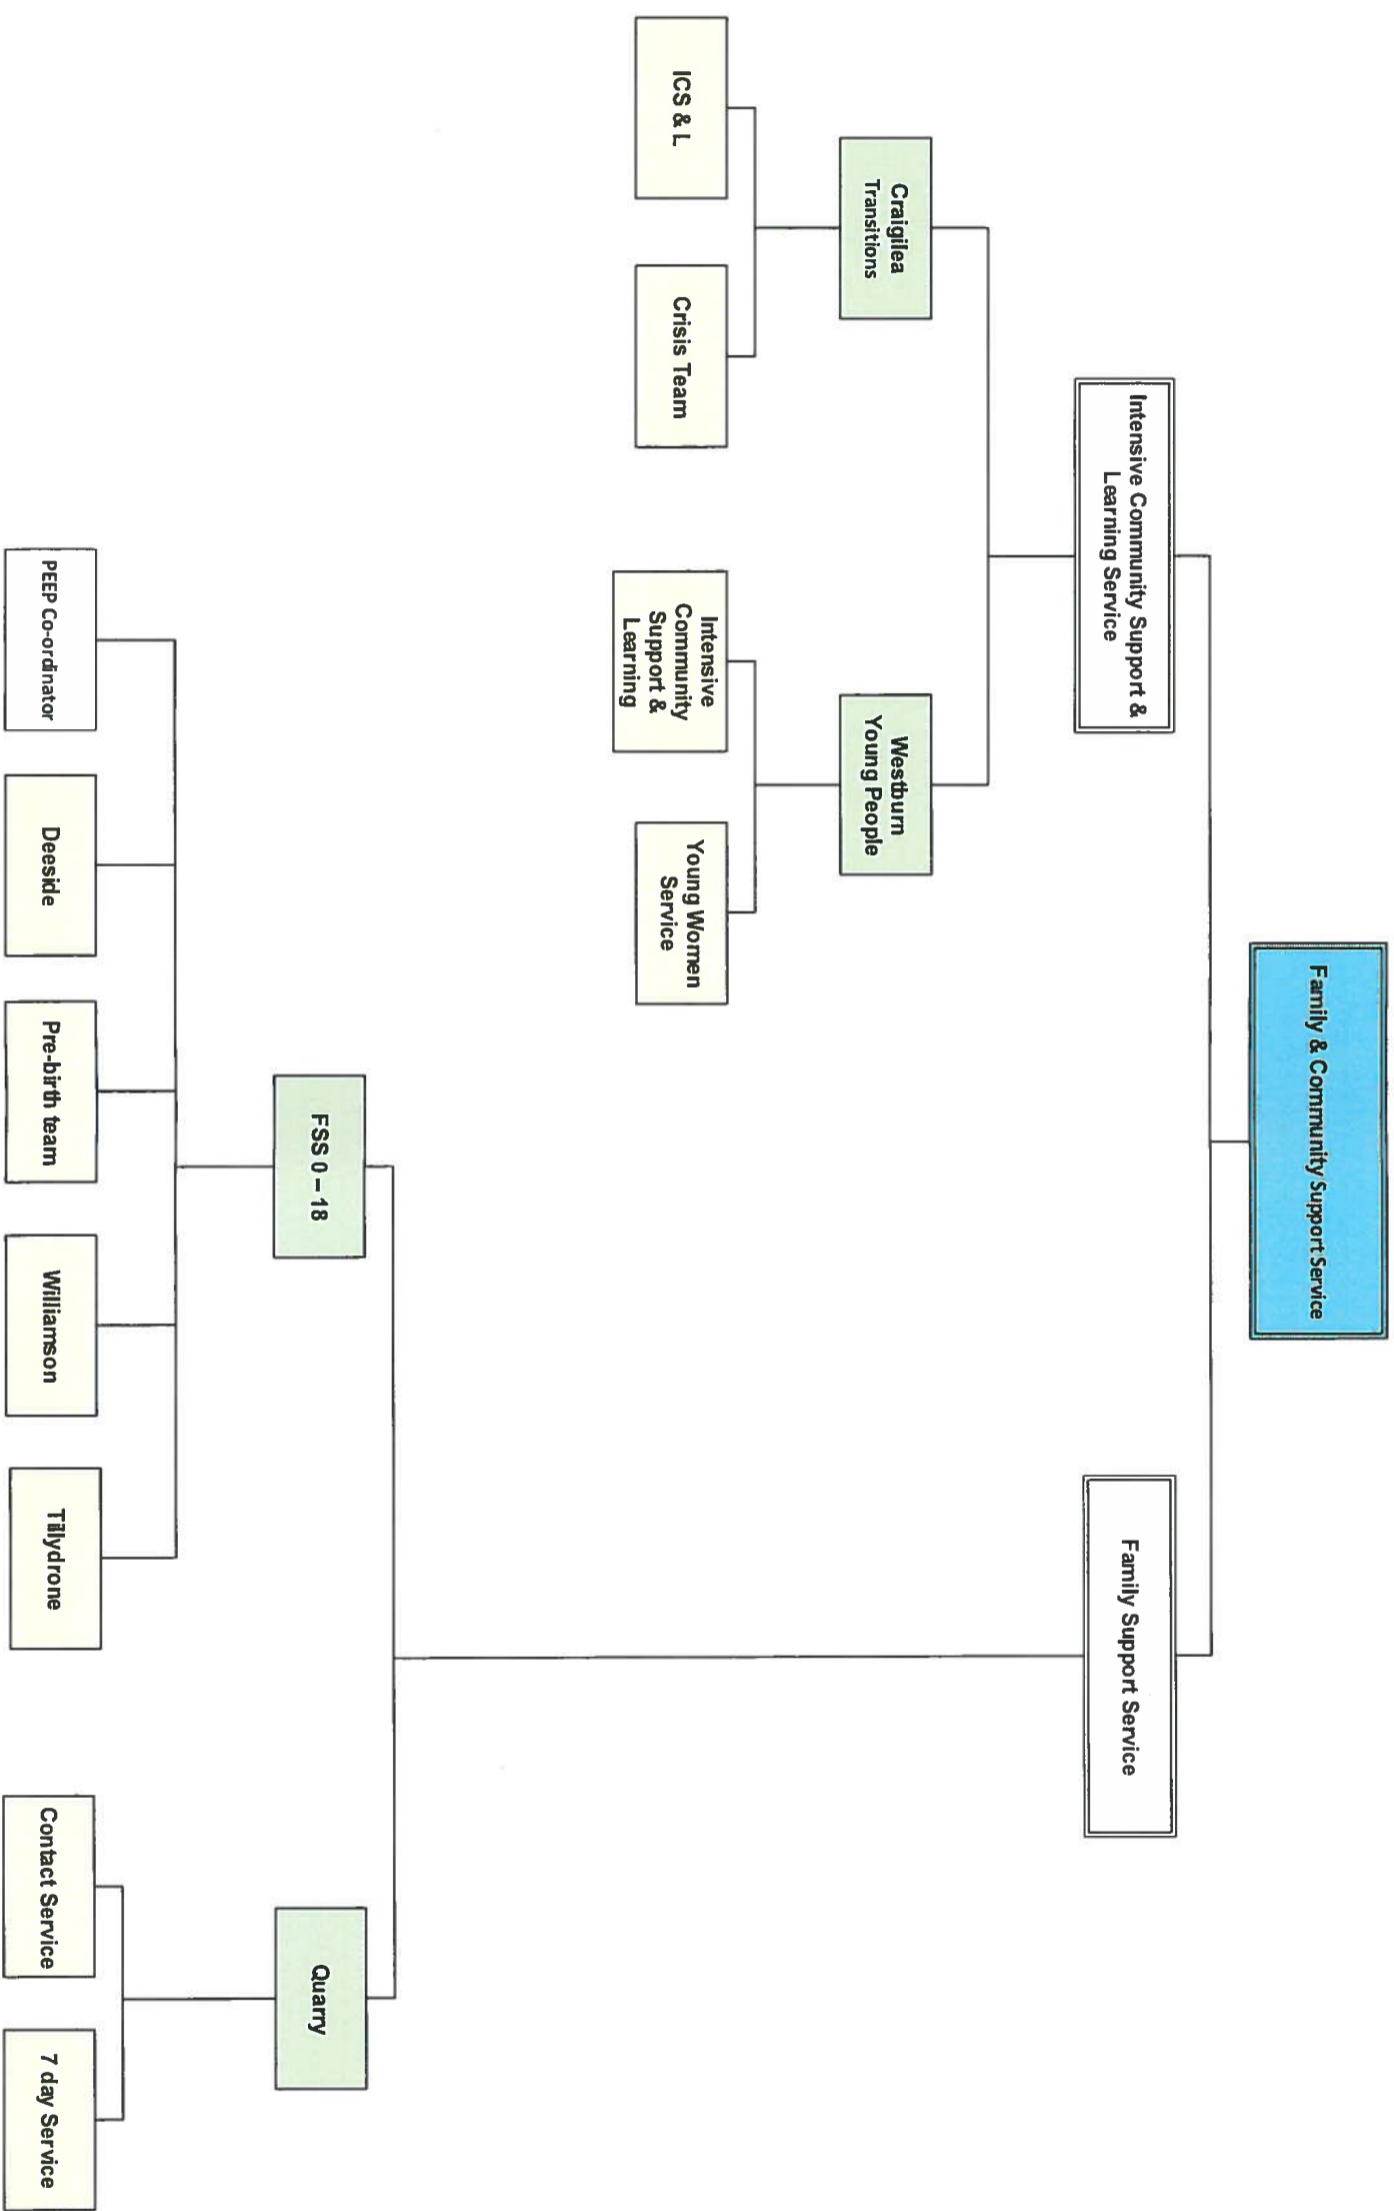 Family & Community Support Service
Intensive Community Support &
Learning Service
Family Support Service
Craigilea
Transitions
Westburn
Young People
ICS & L
Crisis Team
Intensive
Community
Support &
Learning
Young Women
Service
FSS 0 – 18
Quarry
PEEP Co-ordinator
Deeside
Pre-birth team
Williamson
Tillydrone
Contact Service
7 day Service